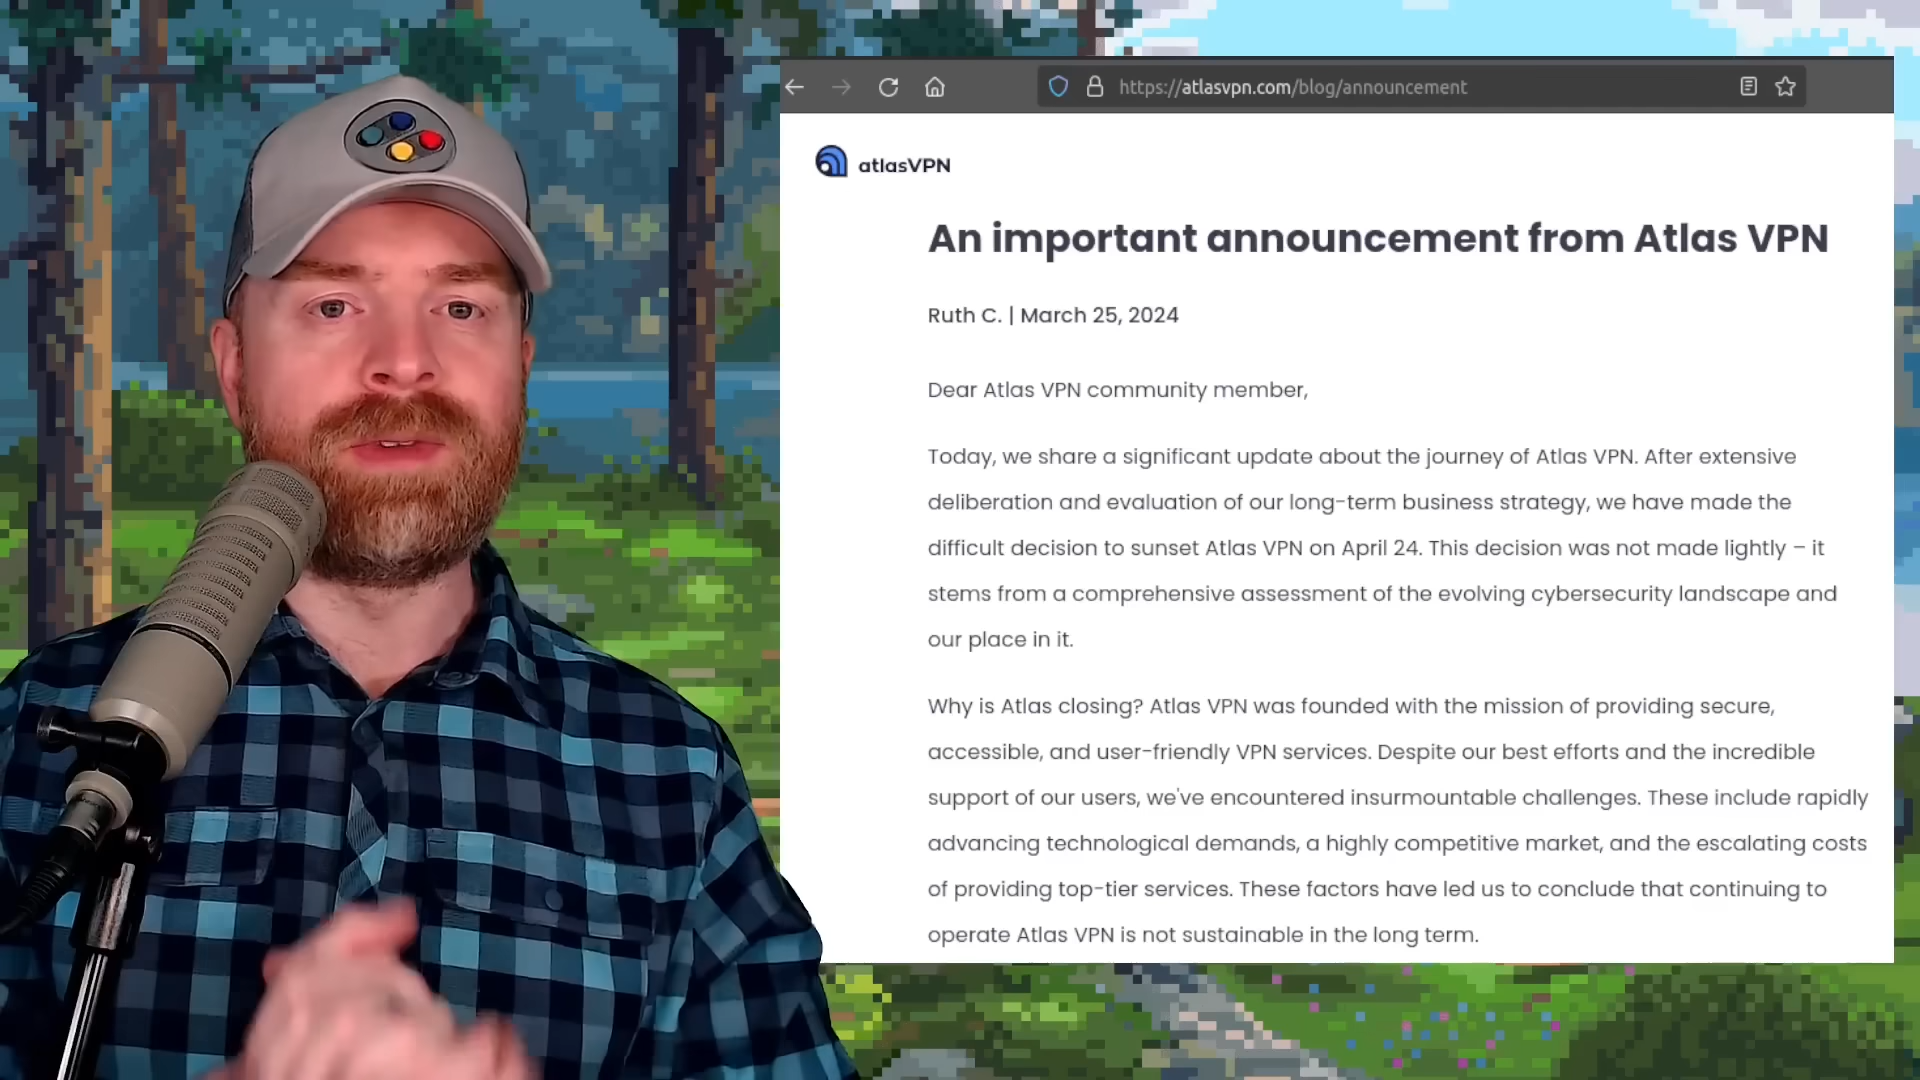 https://atlasvpn.com/blog/announcement
atlasVPN
An important announcement from Atlas VPN
Ruth C. | March 25, 2024
Dear Atlas VPN community member,
Today, we share a significant update about the journey of Atlas VPN. After extensive
deliberation and evaluation of our long-term business strategy, we have made the
difficult decision to sunset Atlas VPN on April 24. This decision was not made lightly – it
stems from a comprehensive assessment of the evolving cybersecurity landscape and
our place in it.
Why is Atlas closing? Atlas VPN was founded with the mission of providing secure,
accessible, and user-friendly VPN services. Despite our best efforts and the incredible
support of our users, we've encountered insurmountable challenges. These include rapidly
advancing technological demands, a highly competitive market, and the escalating costs
of providing top-tier services. These factors have led us to conclude that continuing to
operate Atlas VPN is not sustainable in the long term.